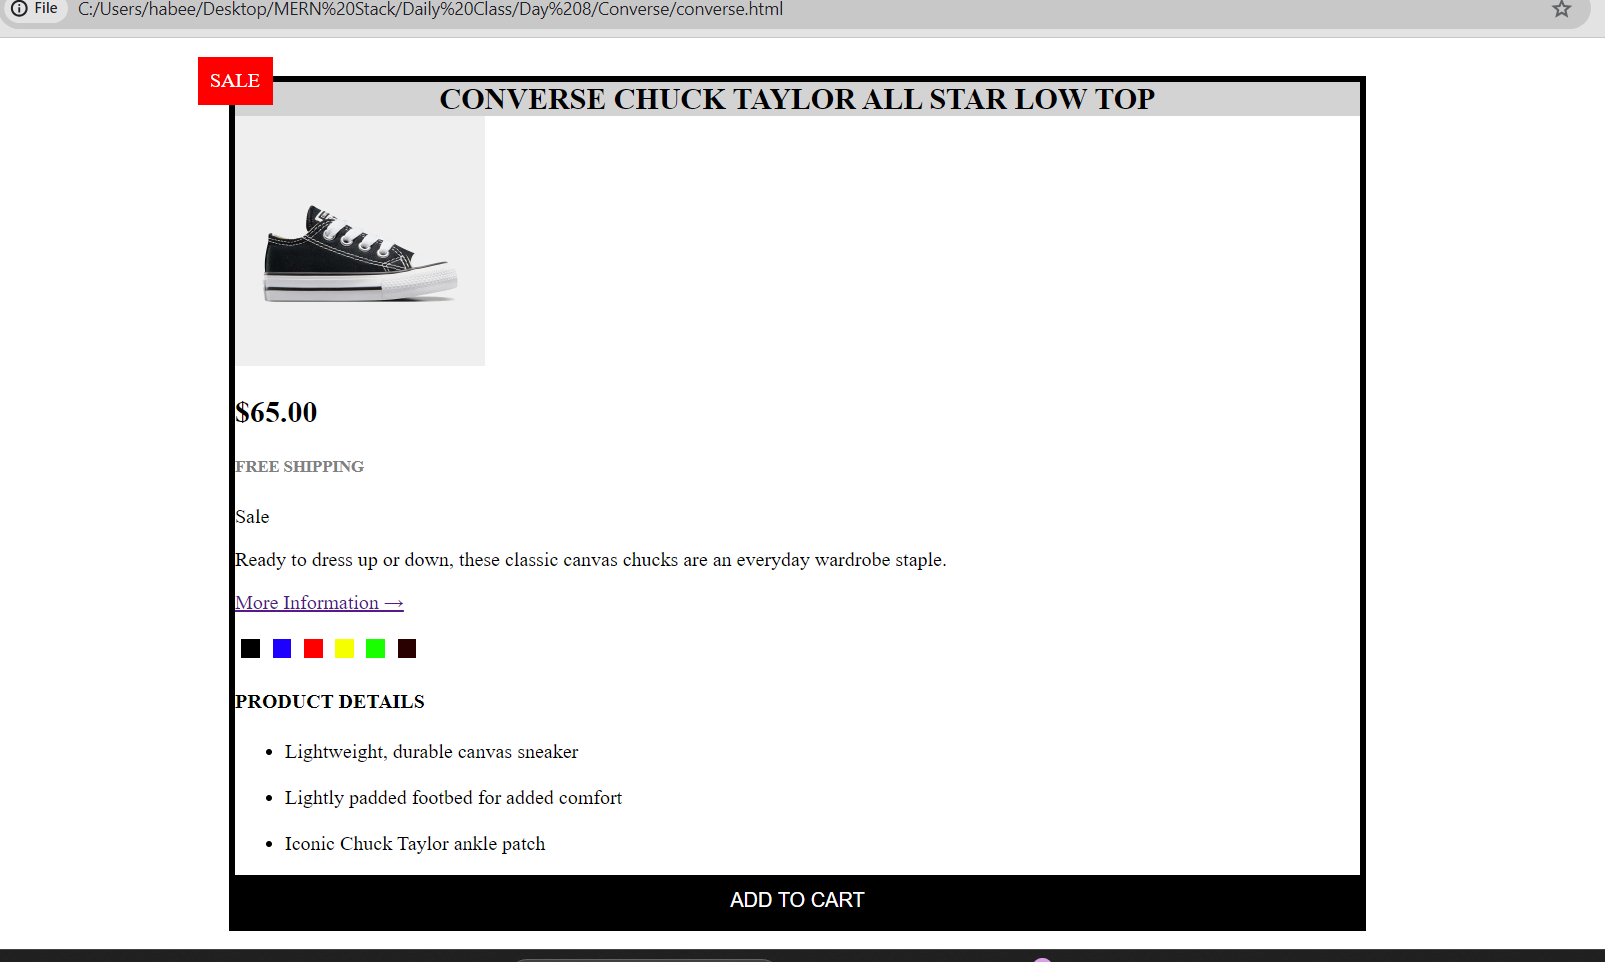 File C:/Users/habee/Desktop/MERN%20Stack/Daily%20Class/Day%208/Converse/converse.html
SALE
CONVERSE CHUCK TAYLOR ALL STAR LOW TOP
$65.00
FREE SHIPPING
Sale
Ready to dress up or down, these classic canvas chucks are an everyday wardrobe staple.
More Information →
PRODUCT DETAILS
• Lightweight, durable canvas sneaker
• Lightly padded footbed for added comfort
• Iconic Chuck Taylor ankle patch
ADD TO CART